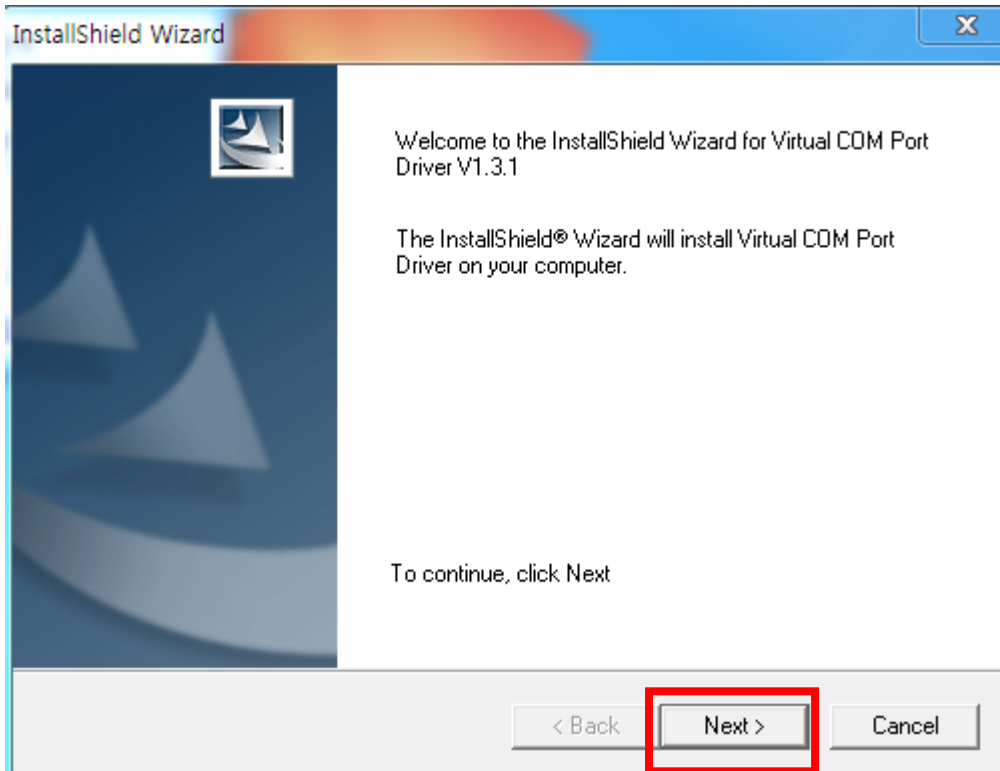 InstallShield Wizard
X
Welcome to the InstallShield Wizard for Virtual COM Port
Driver V1.3.1
The InstallShield® Wizard will install Virtual COM Port
Driver on your computer.
To continue, click Next
< Back Next > Cancel